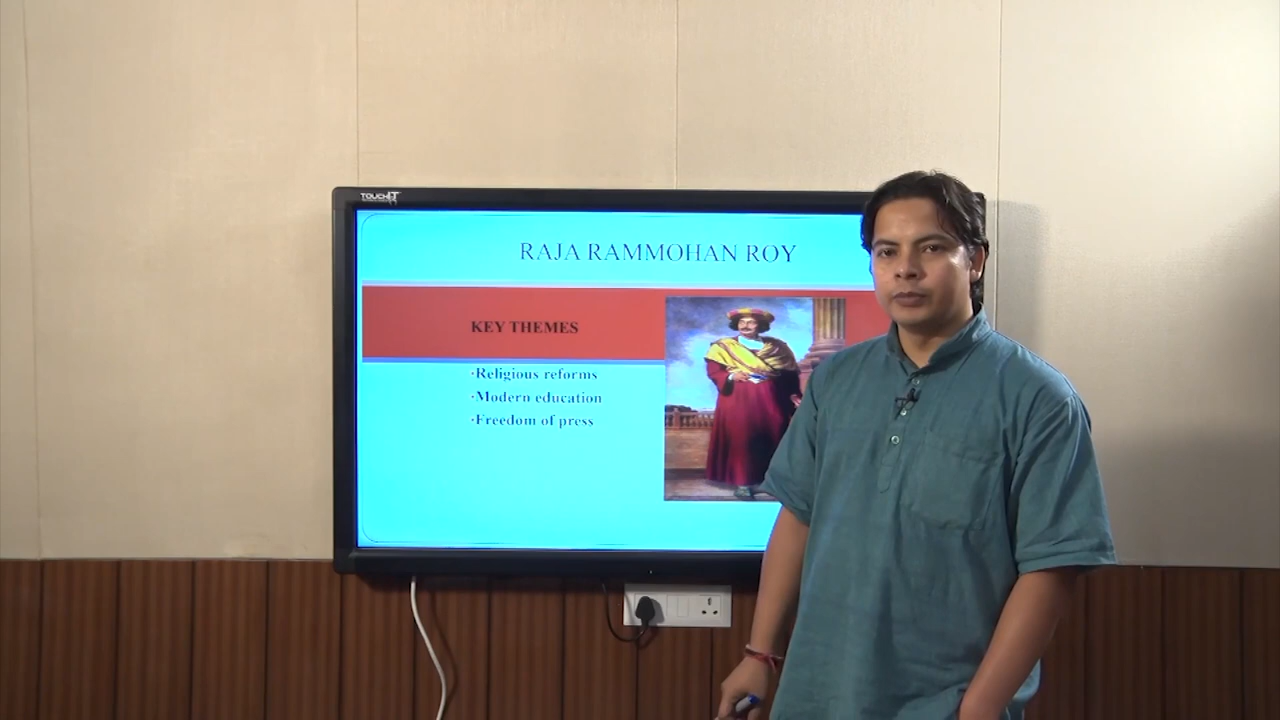 TOUCHIT
RAJA RAMMOHAN ROY
KEY THEMES
•Religious reforms
•Modern education
•Freedom of press